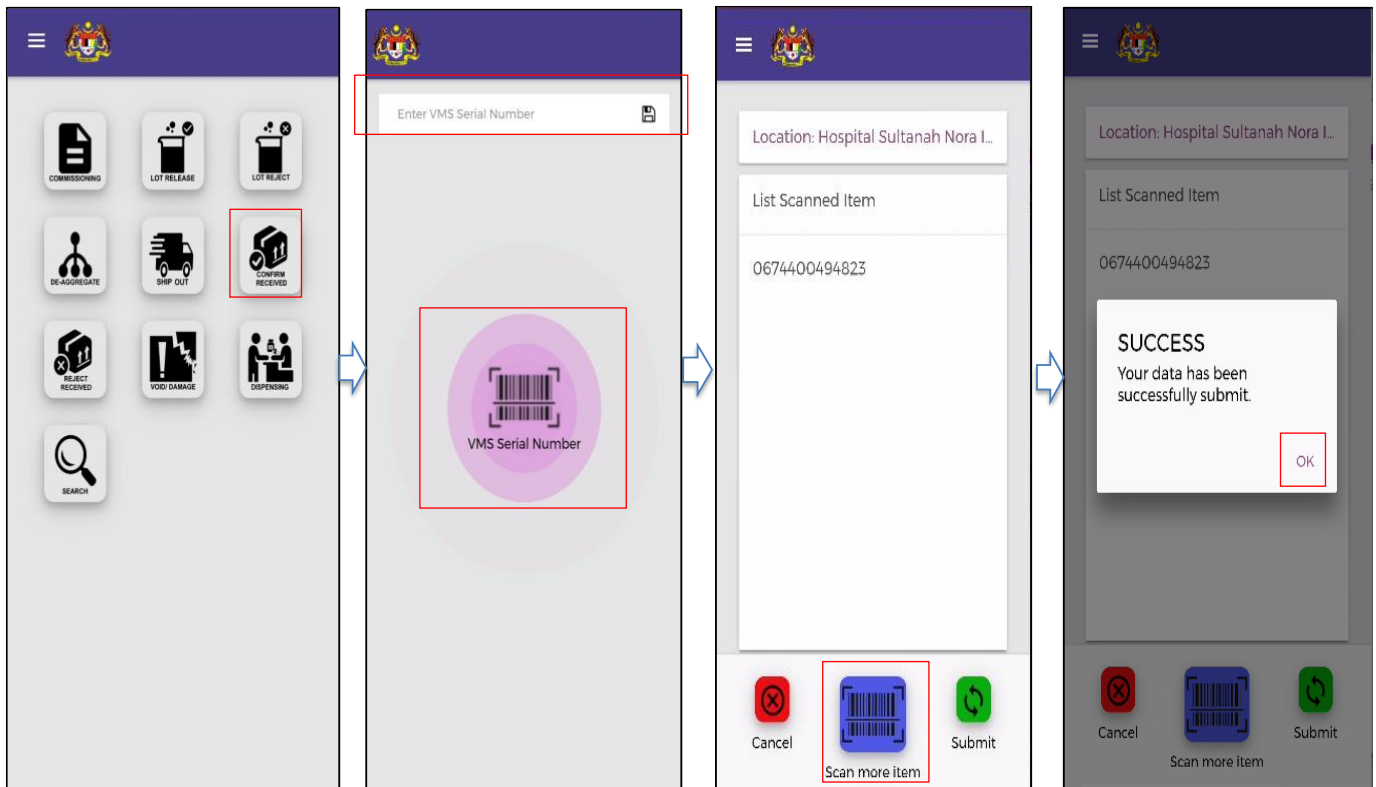 COMMISSIONING
LOT RELEASE
LOT REJECT
DE-AGGREGATE
SHIP OUT
CONFIRM
RECEIVED
REJECT
RECEIVED
VOID/ DAMAGE
DISPENSING
SEARCH
Enter VMS Serial Number
VMS Serial Number
Location: Hospital Sultanah Nora I...
List Scanned Item
0674400494823
Cancel
Scan more item
Submit
Location: Hospital Sultanah Nora I...
List Scanned Item
0674400494823
SUCCESS
Your data has been
successfully submit.
OK
Cancel
Scan more item
Submit